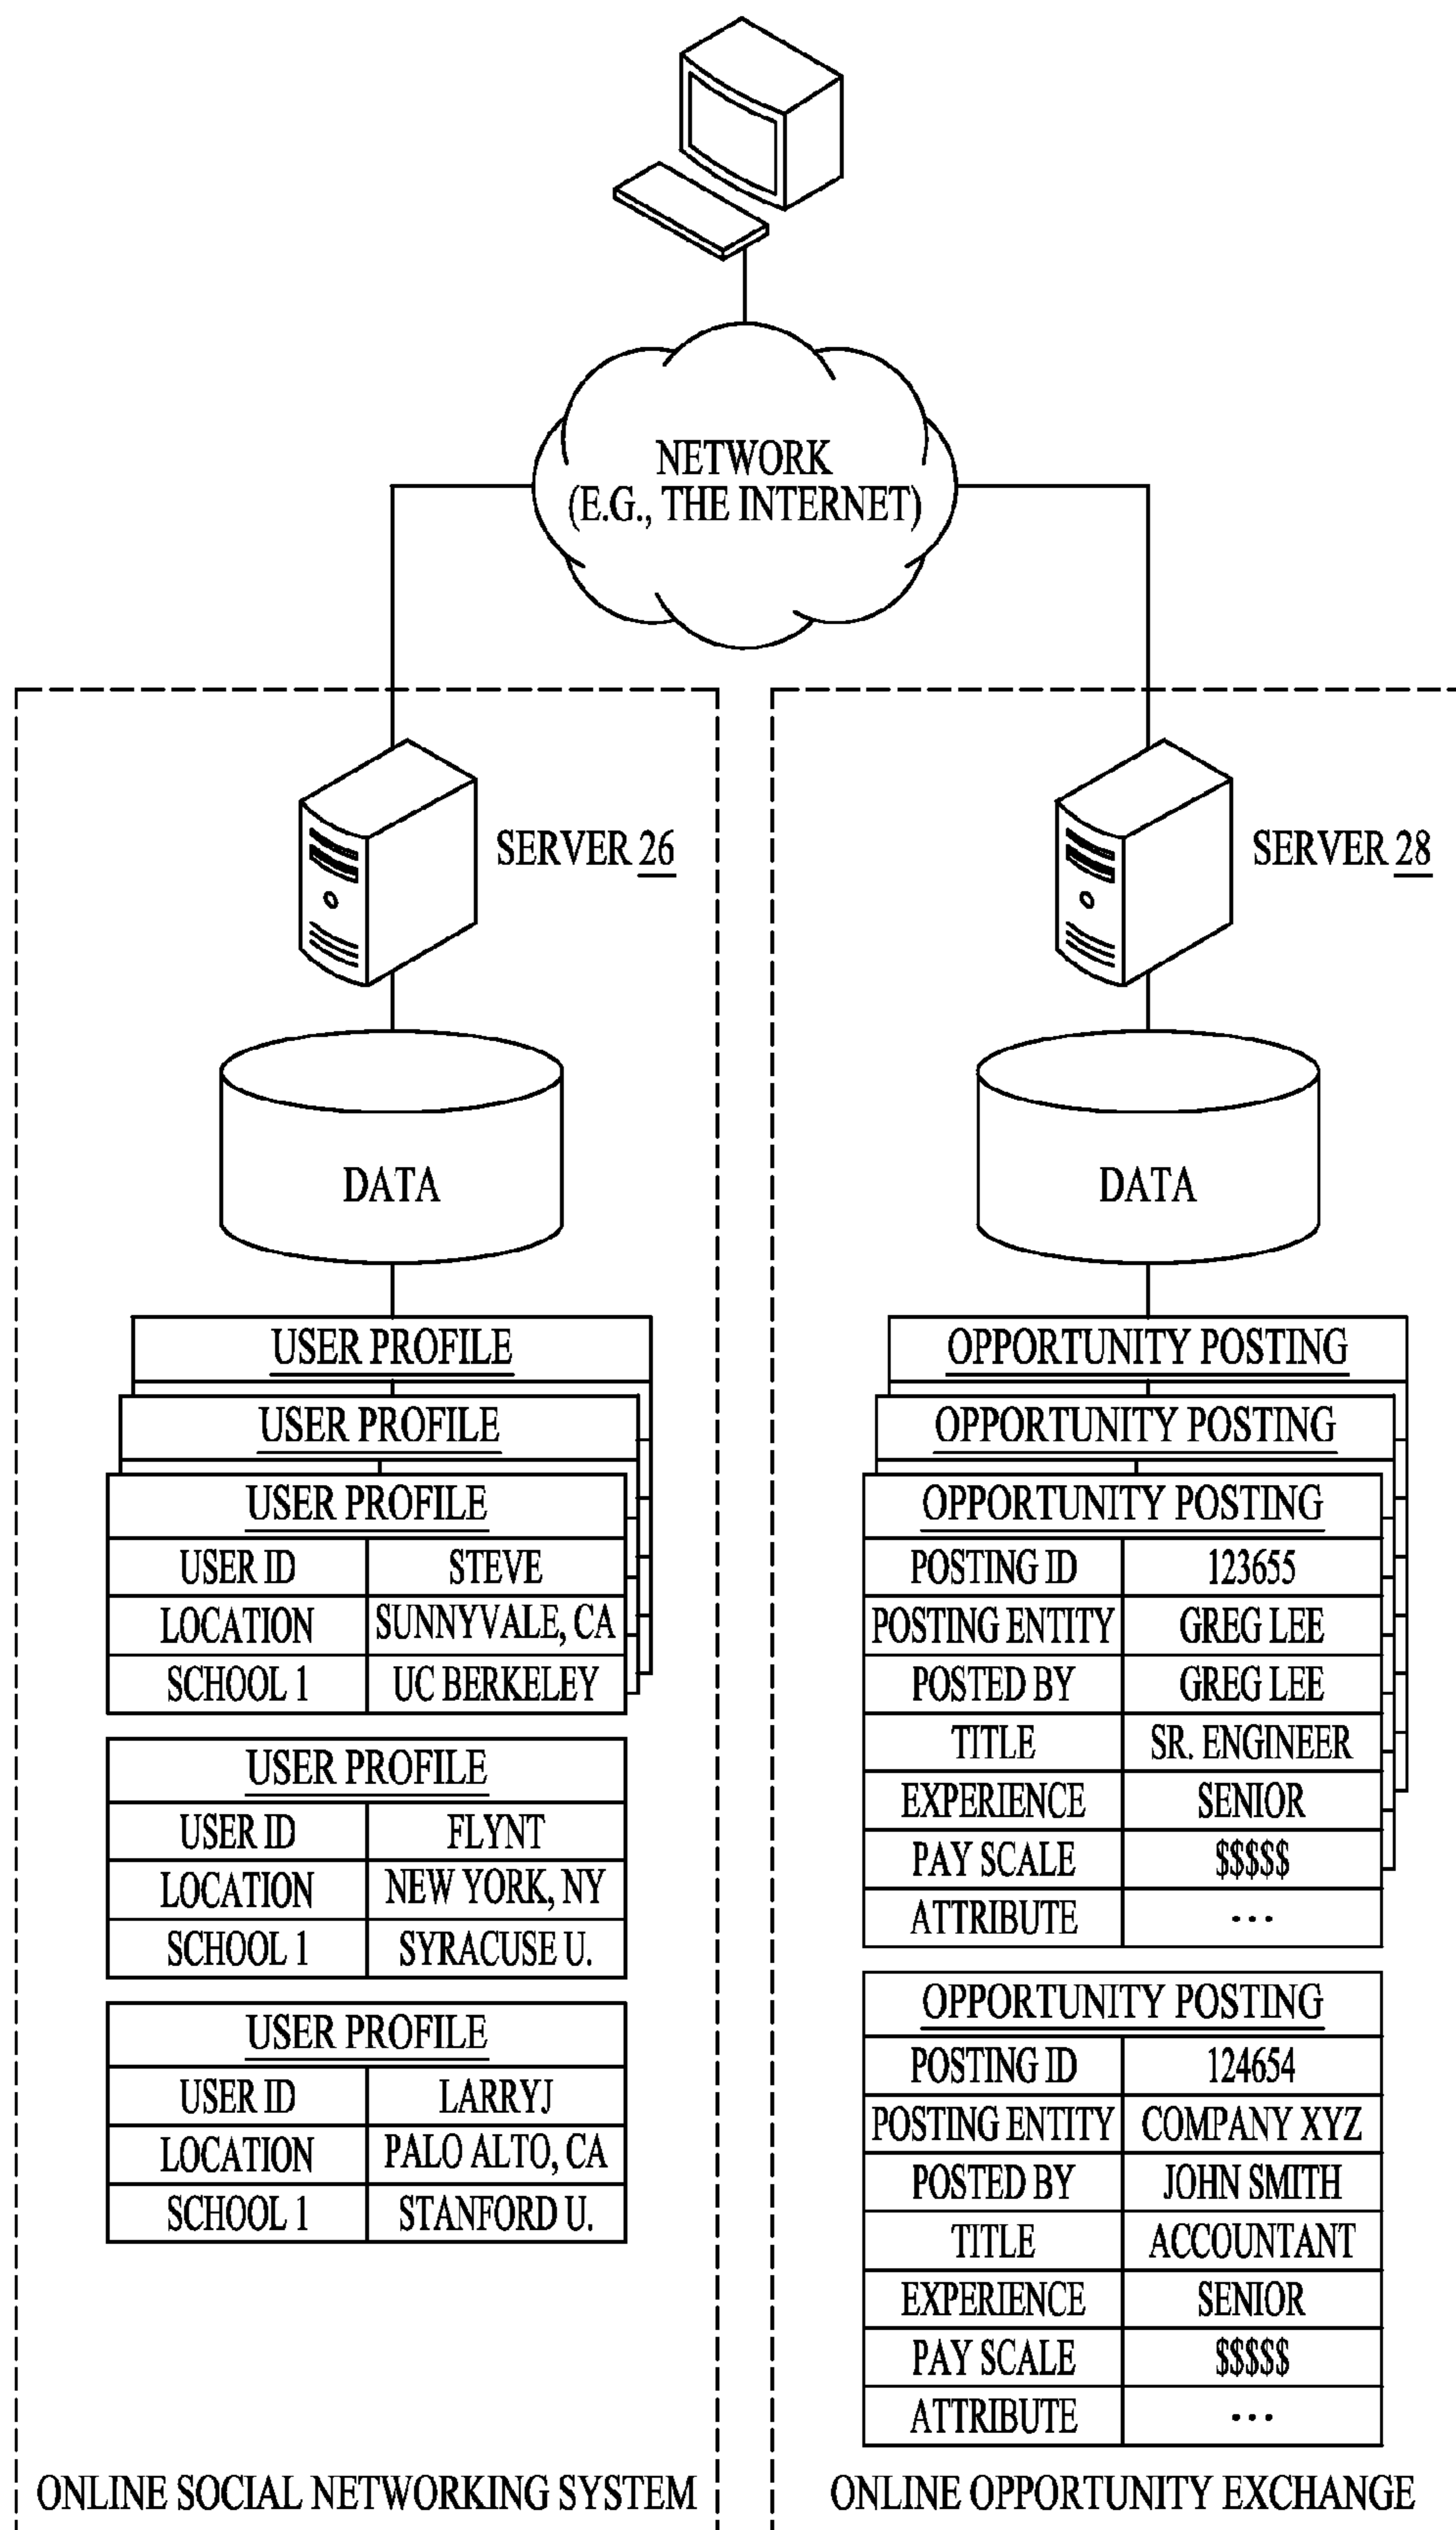 NETWORK
(E.G., THE INTERNET)
SERVER 26
DATA
USER PROFILE
USER PROFILE
USER PROFILE
USER ID STEVE
LOCATION SUNNYVALE, CA
SCHOOL 1 UC BERKELEY
USER PROFILE
USER ID FLYNT
LOCATION NEW YORK, NY
SCHOOL 1 SYRACUSE U.
USER PROFILE
USER ID LARRYJ
LOCATION PALO ALTO, CA
SCHOOL 1 STANFORD U.
ONLINE SOCIAL NETWORKING SYSTEM
SERVER 28
DATA
OPPORTUNITY POSTING
OPPORTUNITY POSTING
OPPORTUNITY POSTING
POSTING ID 123655
POSTING ENTITY GREG LEE
POSTED BY GREG LEE
TITLE SR. ENGINEER
EXPERIENCE SENIOR
PAY SCALE $$$$$
ATTRIBUTE ...
OPPORTUNITY POSTING
POSTING ID 124654
POSTING ENTITY COMPANY XYZ
POSTED BY JOHN SMITH
TITLE ACCOUNTANT
EXPERIENCE SENIOR
PAY SCALE $$$$$
ATTRIBUTE ...
ONLINE OPPORTUNITY EXCHANGE